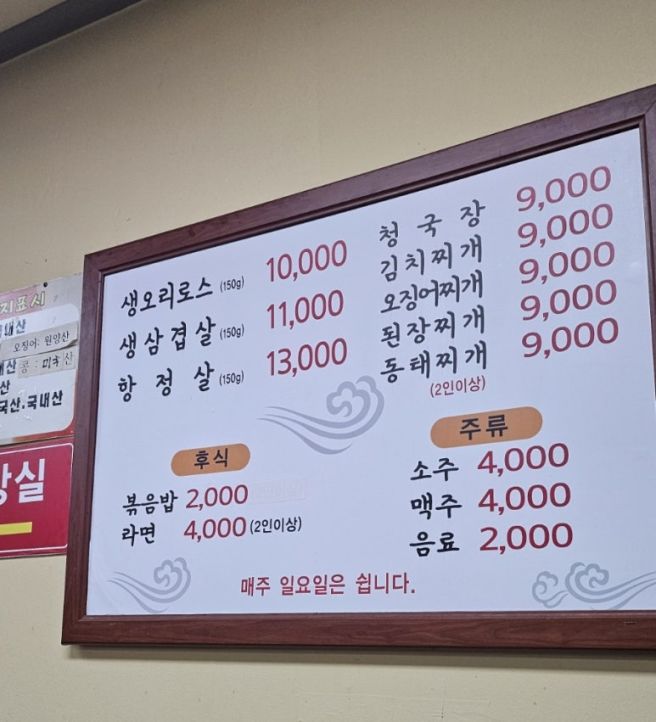 지표시
국내산
오징어: 원양산
콩: 미국산
산
국산.국내산
생오리로스 (150g) 10,000
생삼겹살 (150g) 11,000
항정살 (150g) 13,000
청국장 9,000
김치찌개 9,000
오징어찌개 9,000
된장찌개 9,000
동태찌개 9,000
(2인이상)
후식
볶음밥 2,000
라면 4,000 (2인이상)
주류
소주 4,000
맥주 4,000
음료 2,000
매주 일요일은 쉽니다.